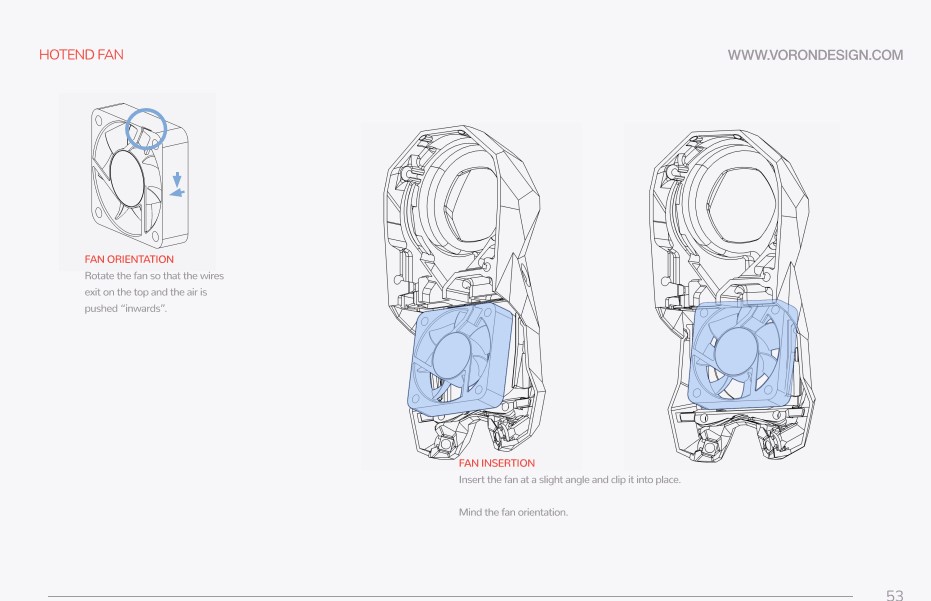 HOTEND FAN
WWW.VORONDESIGN.COM
FAN ORIENTATION
Rotate the fan so that the wires
exit on the top and the air is
pushed “inwards”.
FAN INSERTION
Insert the fan at a slight angle and clip it into place.
Mind the fan orientation.
53